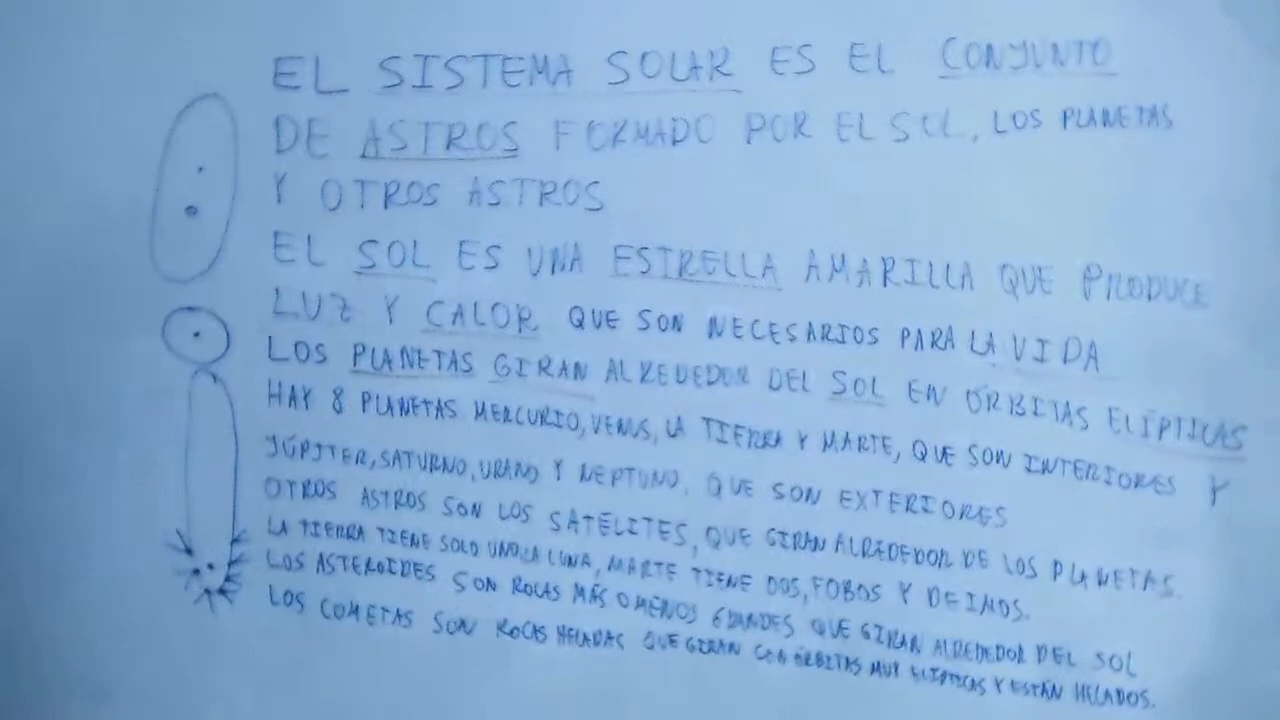 EL SISTEMA SOLAR ES EL CONJUNTO
DE ASTROS FORMADO POR EL SOL, LOS PLANETAS
Y OTROS ASTROS
EL SOL ES UNA ESTRELLA AMARILLA QUE PRODUCE
LUZ Y CALOR QUE SON NECESARIOS PARA LA VIDA
LOS PLANETAS GIRAN ALREDEDOR DEL SOL EN ÓRBITAS ELÍPTICAS
HAY 8 PLANETAS MERCURIO, VENUS, LA TIERRA Y MARTE, QUE SON INTERIORES Y
JÚPITER, SATURNO, URANO Y NEPTUNO, QUE SON EXTERIORES
OTROS ASTROS SON LOS SATÉLITES, QUE GIRAN ALREDEDOR DE LOS PLANETAS.
LA TIERRA TIENE SOLO UNO, LA LUNA, MARTE TIENE DOS, FOBOS Y DEIMOS.
LOS ASTEROIDES SON ROCAS MÁS O MENOS GRANDES QUE GIRAN ALREDEDOR DEL SOL
LOS COMETAS SON ROCAS HELADAS QUE GIRAN CON ÓRBITAS MUY ELÍPTICAS Y ESTÁN HELADOS.